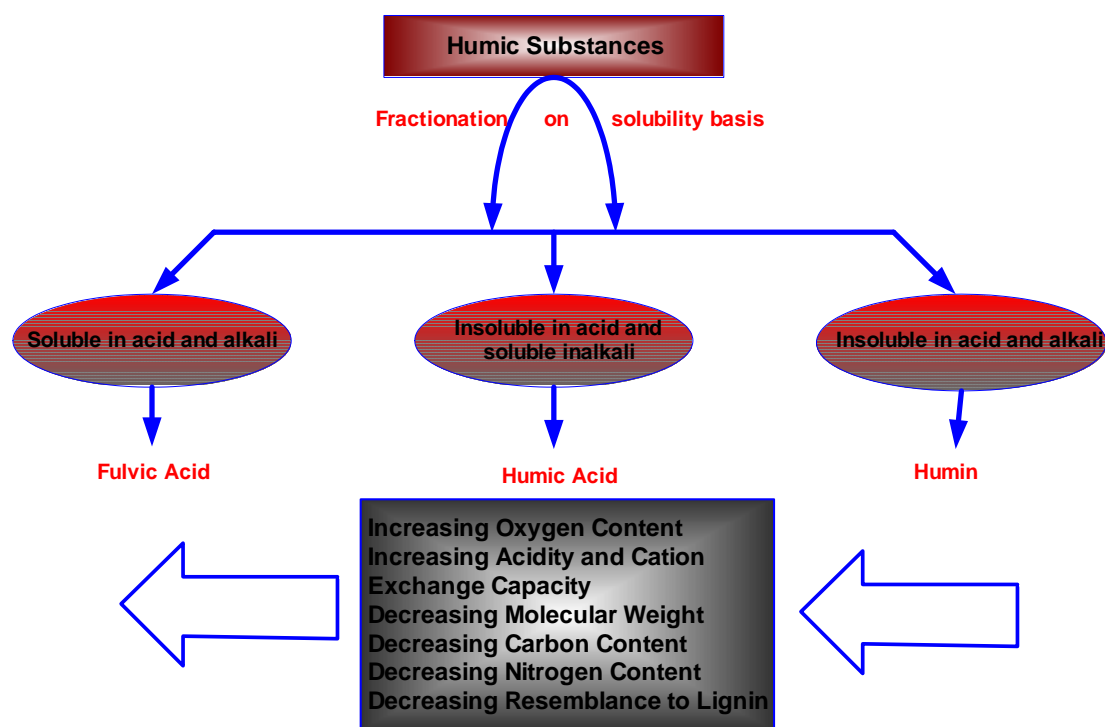 Humic Substances
Fractionation on solubility basis
Soluble in acid and alkali
Insoluble in acid and
soluble inalkali
Insoluble in acid and alkali
Fulvic Acid
Humic Acid
Humin
Increasing Oxygen Content
Increasing Acidity and Cation
Exchange Capacity
Decreasing Molecular Weight
Decreasing Carbon Content
Decreasing Nitrogen Content
Decreasing Resemblance to Lignin